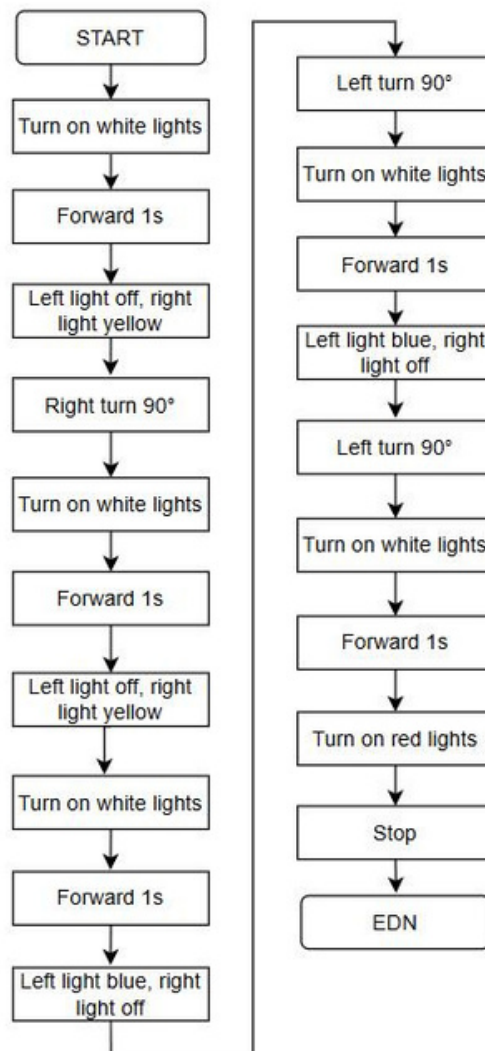 START
Turn on white lights
Forward 1s
Left light off, right
light yellow
Right turn 90°
Turn on white lights
Forward 1s
Left light off, right
light yellow
Turn on white lights
Forward 1s
Left light blue, right
light off
Left turn 90°
Turn on white lights
Forward 1s
Left light blue, right
light off
Left turn 90°
Turn on white lights
Forward 1s
Turn on red lights
Stop
EDN